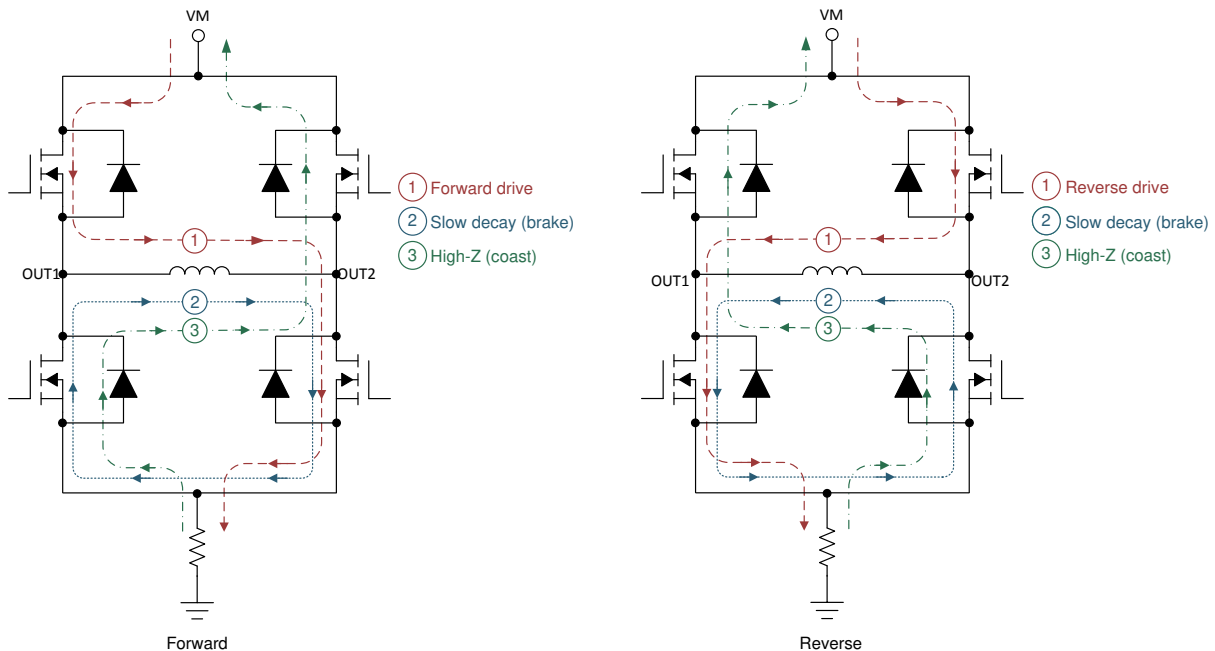 VM
1 Forward drive
2 Slow decay (brake)
3 High-Z (coast)
1
OUT1
OUT2
2
3
Forward
VM
1 Reverse drive
2 Slow decay (brake)
3 High-Z (coast)
1
OUT1
OUT2
2
3
Reverse